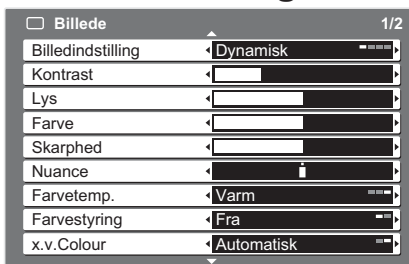 Billede 1/2
Billedindstilling Dynamisk
Kontrast
Lys
Farve
Skarphed
Nuance
Farvetemp. Varm
Farvestyring Fra
x.v.Colour Automatisk